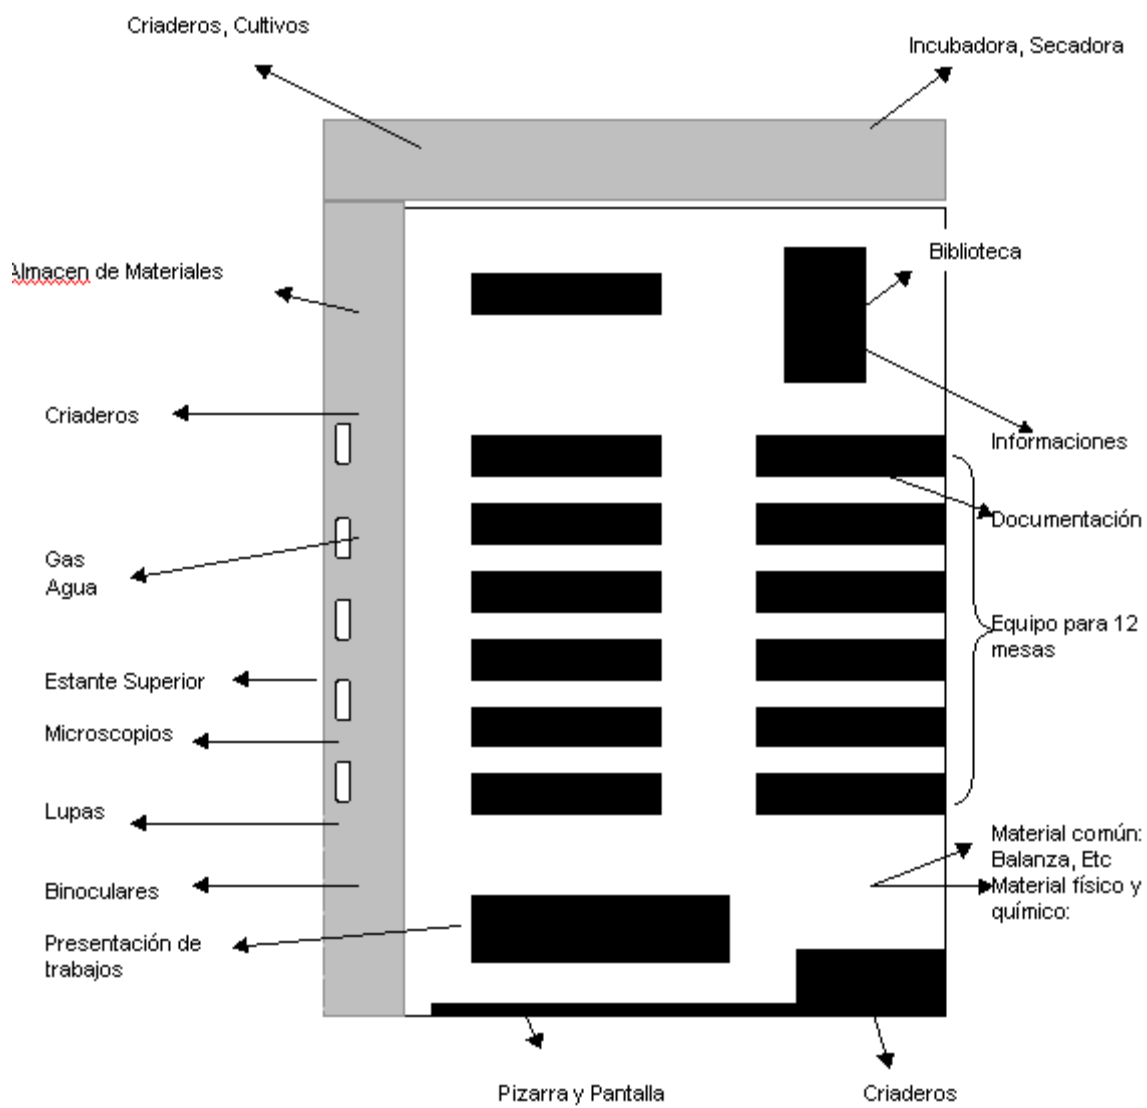 Criaderos, Cultivos
Incubadora, Secadora
Biblioteca
Almacen de Materiales
Criaderos
Informaciones
Documentación
Gas
Agua
Equipo para 12
mesas
Estante Superior
Microscopios
Lupas
Material común:
Balanza, Etc
Material físico y
químico:
Binoculares
Presentación de
trabajos
Pizarra y Pantalla
Criaderos